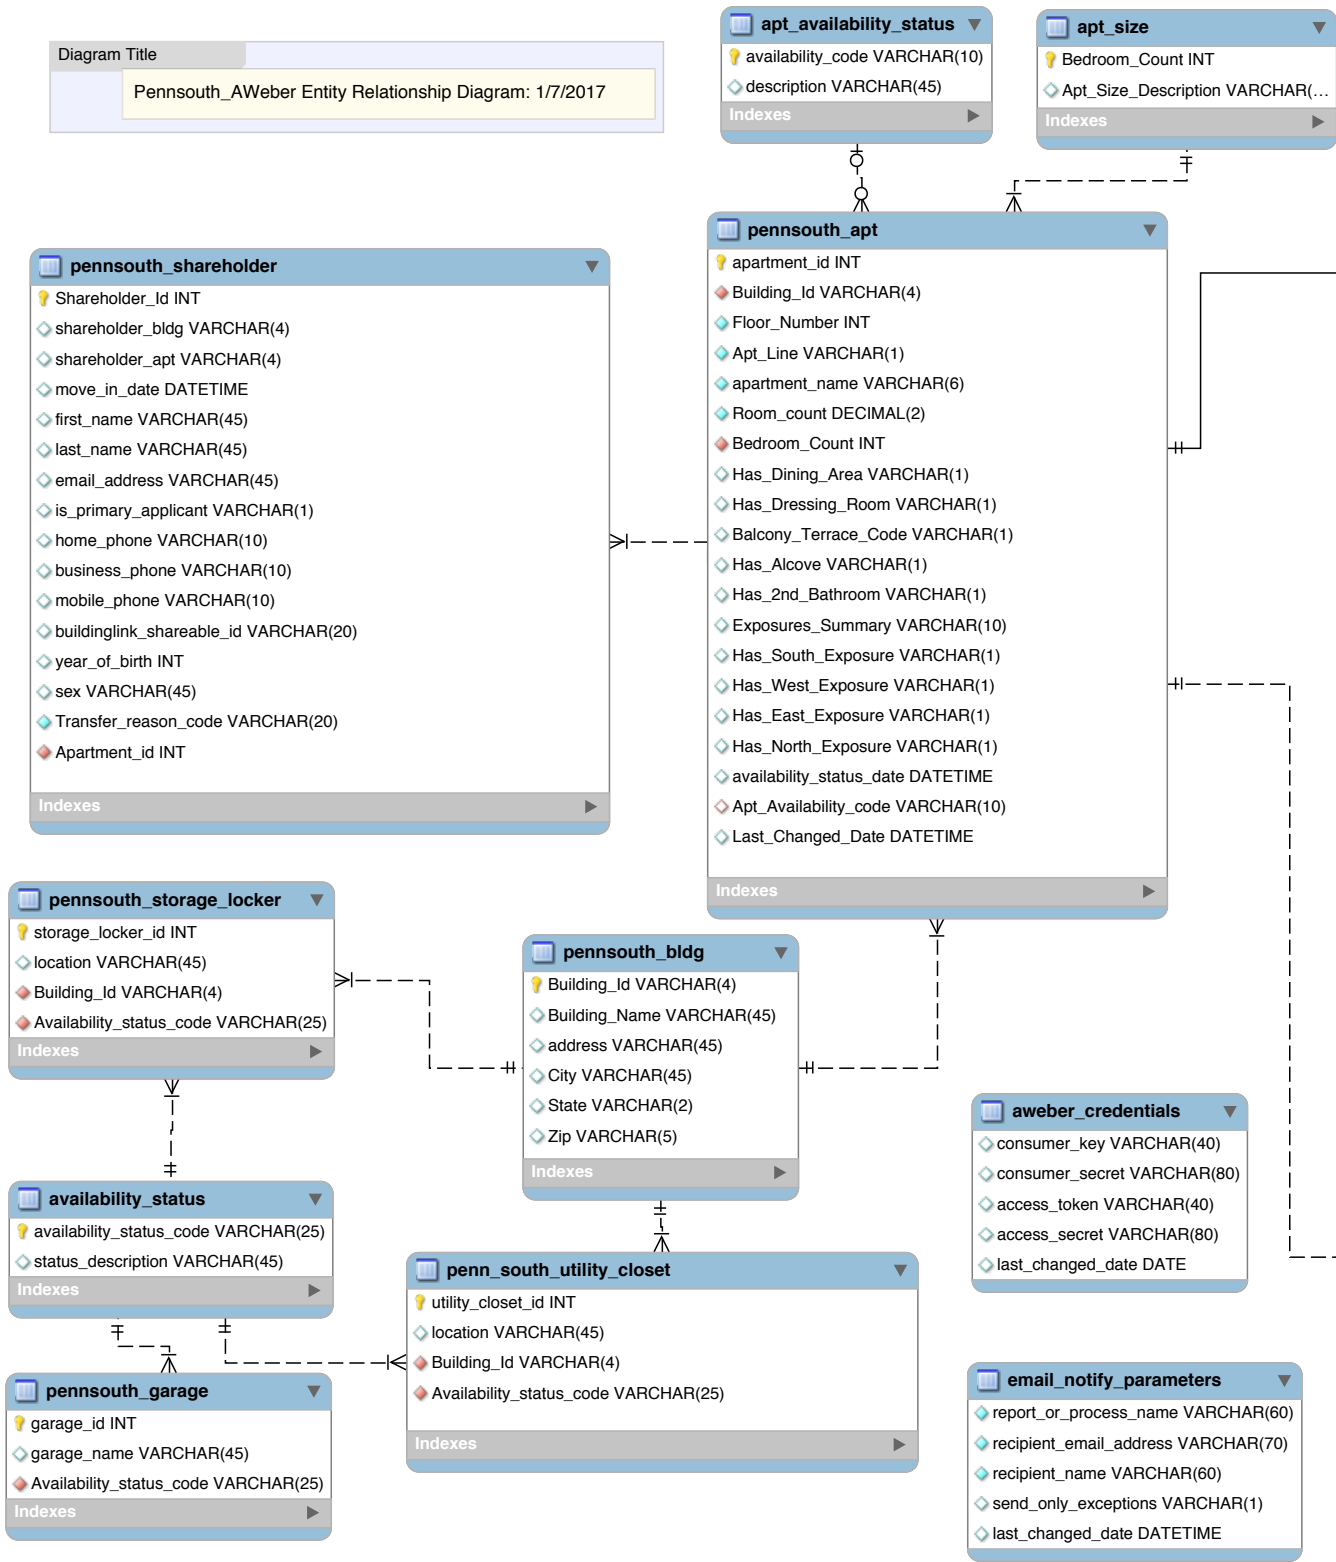 Diagram Title
Pennsouth_AWeber Entity Relationship Diagram: 1/7/2017
apt_availability_status
availability_code VARCHAR(10)
description VARCHAR(45)
Indexes
apt_size
Bedroom_Count INT
Apt_Size_Description VARCHAR(...
Indexes
pennsouth_shareholder
Shareholder_Id INT
shareholder_bldg VARCHAR(4)
shareholder_apt VARCHAR(4)
move_in_date DATETIME
first_name VARCHAR(45)
last_name VARCHAR(45)
email_address VARCHAR(45)
is_primary_applicant VARCHAR(1)
home_phone VARCHAR(10)
business_phone VARCHAR(10)
mobile_phone VARCHAR(10)
buildinglink_shareable_id VARCHAR(20)
year_of_birth INT
sex VARCHAR(45)
Transfer_reason_code VARCHAR(20)
Apartment_id INT
Indexes
pennsouth_apt
apartment_id INT
Building_Id VARCHAR(4)
Floor_Number INT
Apt_Line VARCHAR(1)
apartment_name VARCHAR(6)
Room_count DECIMAL(2)
Bedroom_Count INT
Has_Dining_Area VARCHAR(1)
Has_Dressing_Room VARCHAR(1)
Balcony_Terrace_Code VARCHAR(1)
Has_Alcove VARCHAR(1)
Has_2nd_Bathroom VARCHAR(1)
Exposures_Summary VARCHAR(10)
Has_South_Exposure VARCHAR(1)
Has_West_Exposure VARCHAR(1)
Has_East_Exposure VARCHAR(1)
Has_North_Exposure VARCHAR(1)
availability_status_date DATETIME
Apt_Availability_code VARCHAR(10)
Last_Changed_Date DATETIME
Indexes
pennsouth_storage_locker
storage_locker_id INT
location VARCHAR(45)
Building_Id VARCHAR(4)
Availability_status_code VARCHAR(25)
Indexes
pennsouth_bldg
Building_Id VARCHAR(4)
Building_Name VARCHAR(45)
address VARCHAR(45)
City VARCHAR(45)
State VARCHAR(2)
Zip VARCHAR(5)
Indexes
aweber_credentials
consumer_key VARCHAR(40)
consumer_secret VARCHAR(80)
access_token VARCHAR(40)
access_secret VARCHAR(80)
last_changed_date DATE
availability_status
availability_status_code VARCHAR(25)
status_description VARCHAR(45)
Indexes
penn_south_utility_closet
utility_closet_id INT
location VARCHAR(45)
Building_Id VARCHAR(4)
Availability_status_code VARCHAR(25)
Indexes
pennsouth_garage
garage_id INT
garage_name VARCHAR(45)
Availability_status_code VARCHAR(25)
Indexes
email_notify_parameters
report_or_process_name VARCHAR(60)
recipient_email_address VARCHAR(70)
recipient_name VARCHAR(60)
send_only_exceptions VARCHAR(1)
last_changed_date DATETIME